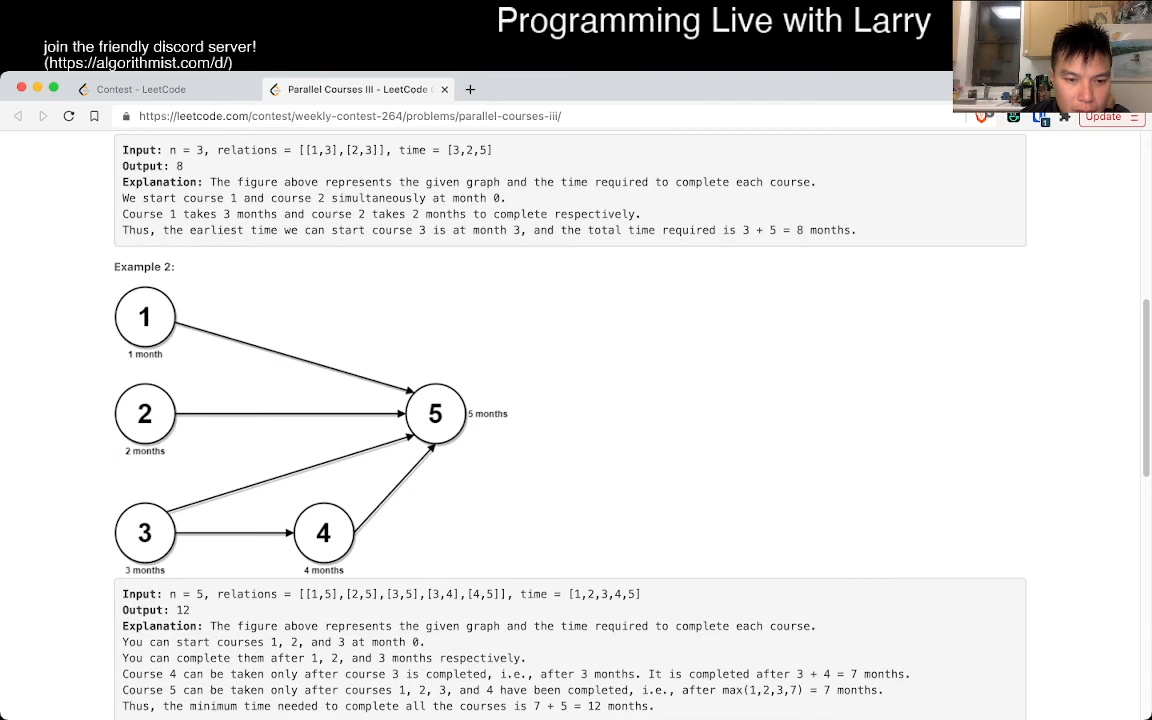 Programming Live with Larry
join the friendly discord server!
(https://algorithmist.com/d/)
Contest - LeetCode
Parallel Courses III - LeetCode
https://leetcode.com/contest/weekly-contest-264/problems/parallel-courses-iii/
Update
Input: n = 3, relations = [[1,3],[2,3]], time = [3,2,5]
Output: 8
Explanation: The figure above represents the given graph and the time required to complete each course.
We start course 1 and course 2 simultaneously at month 0.
Course 1 takes 3 months and course 2 takes 2 months to complete respectively.
Thus, the earliest time we can start course 3 is at month 3, and the total time required is 3 + 5 = 8 months.
Example 2:
1
1 month
2
2 months
5
5 months
3
3 months
4
4 months
Input: n = 5, relations = [[1,5],[2,5],[3,5],[3,4],[4,5]], time = [1,2,3,4,5]
Output: 12
Explanation: The figure above represents the given graph and the time required to complete each course.
You can start courses 1, 2, and 3 at month 0.
You can complete them after 1, 2, and 3 months respectively.
Course 4 can be taken only after course 3 is completed, i.e., after 3 months. It is completed after 3 + 4 = 7 months.
Course 5 can be taken only after courses 1, 2, 3, and 4 have been completed, i.e., after max(1,2,3,7) = 7 months.
Thus, the minimum time needed to complete all the courses is 7 + 5 = 12 months.